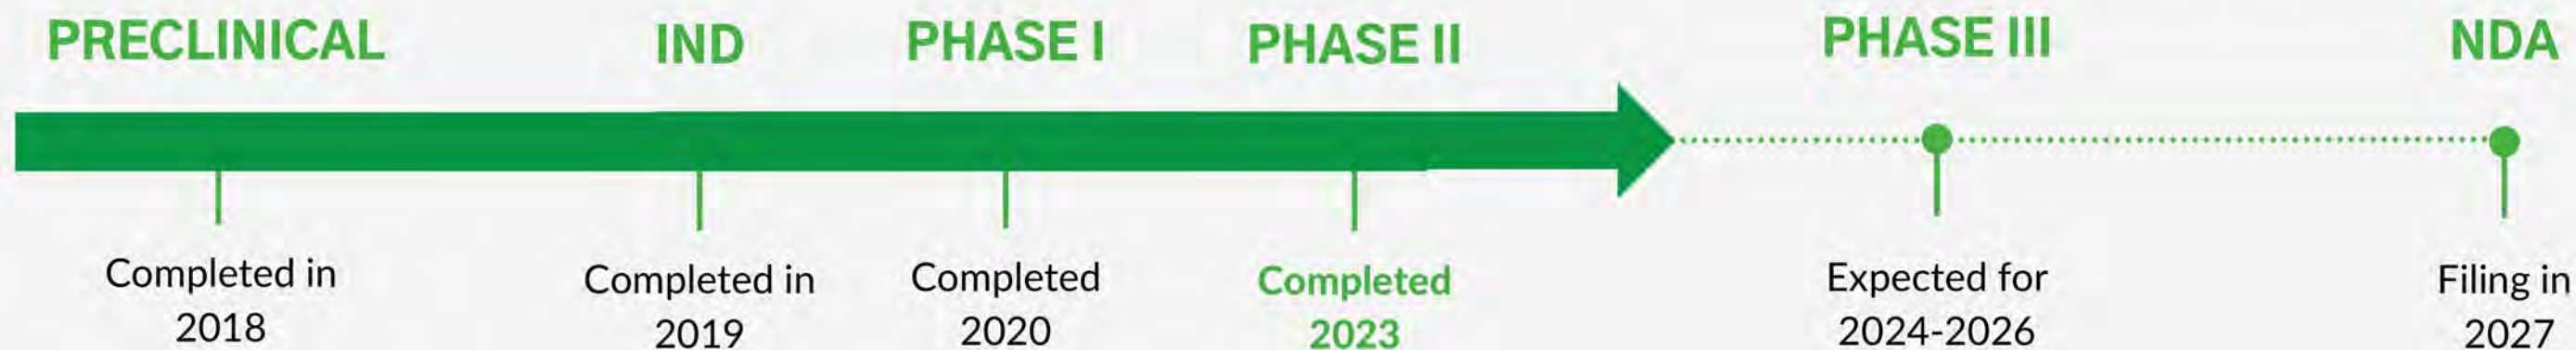 PRECLINICAL
IND
PHASE I
PHASE II
PHASE III
NDA
Completed in
2018
Completed in
2019
Completed
2020
Completed
2023
Expected for
2024-2026
Filing in
2027